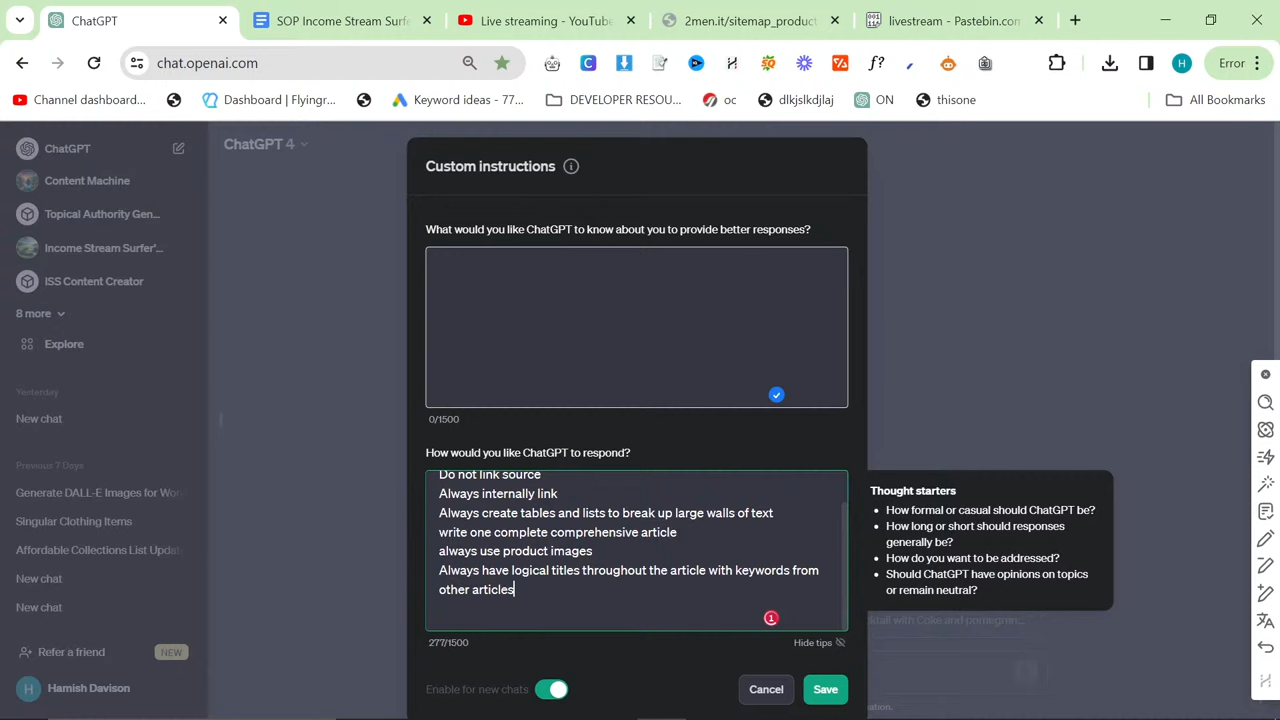 ChatGPT
SOP Income Stream Surfe
Live streaming - YouTube
2men.it/sitemap_product
livestream - Pastebin.com
chat.openai.com
Error
Channel dashboard...
Dashboard | Flyingr...
Keyword ideas - 77...
DEVELOPER RESOU...
oc
dlkjslkdjlaj
ON
thisone
All Bookmarks
ChatGPT
Content Machine
Topical Authority Gen...
Income Stream Surfer'...
ISS Content Creator
8 more
Explore
Yesterday
New chat
Previous 7 Days
Generate DALL-E Images for Wor
Singular Clothing Items
Affordable Collections List Updat
New chat
New chat
Refer a friend
NEW
Hamish Davison
ChatGPT 4
Custom instructions
What would you like ChatGPT to know about you to provide better responses?
0/1500
How would you like ChatGPT to respond?
Do not link source
Always internally link
Always create tables and lists to break up large walls of text
write one complete comprehensive article
always use product images
Always have logical titles throughout the article with keywords from
other articles
1
277/1500
Hide tips
Enable for new chats
Cancel
Save
Thought starters
How formal or casual should ChatGPT be?
How long or short should responses
generally be?
How do you want to be addressed?
Should ChatGPT have opinions on topics
or remain neutral?
cktail with Coke and pomegran...